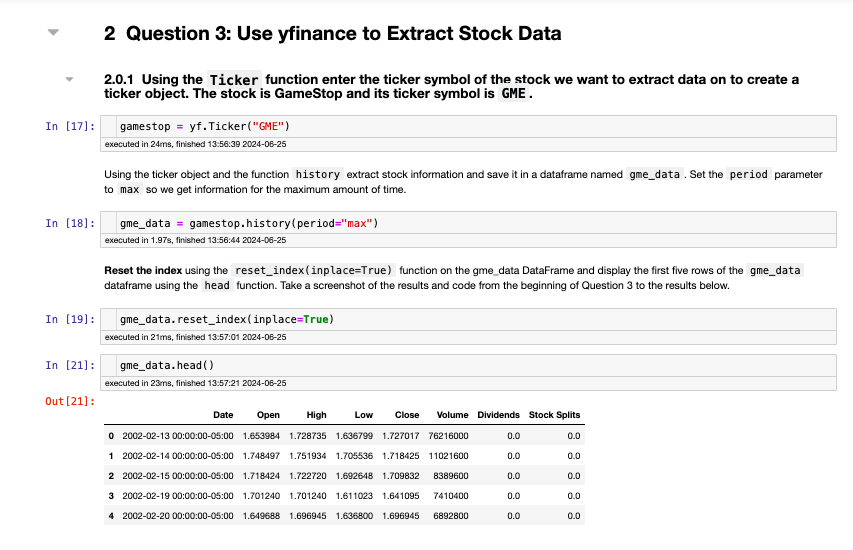 2 Question 3: Use yfinance to Extract Stock Data
2.0.1 Using the Ticker function enter the ticker symbol of the stock we want to extract data on to create a
ticker object. The stock is GameStop and its ticker symbol is GME.
In [17]: gamestop = yf.Ticker("GME")
executed in 24ms, finished 13:56:39 2024-06-25
Using the ticker object and the function history extract stock information and save it in a dataframe named gme_data. Set the period parameter
to max so we get information for the maximum amount of time.
In [18]: gme_data = gamestop.history(period="max")
executed in 1.97s, finished 13:56:44 2024-06-25
Reset the index using the reset_index(inplace=True) function on the gme_data DataFrame and display the first five rows of the gme_data
dataframe using the head function. Take a screenshot of the results and code from the beginning of Question 3 to the results below.
In [19]: gme_data.reset_index(inplace=True)
executed in 21ms, finished 13:57:01 2024-06-25
In [21]: gme_data.head()
executed in 23ms, finished 13:57:21 2024-06-25
Out[21]:
Date Open High Low Close Volume Dividends Stock Splits
0 2002-02-13 00:00:00-05:00 1.653984 1.728735 1.636799 1.727017 76216000 0.0 0.0
1 2002-02-14 00:00:00-05:00 1.748497 1.751934 1.705536 1.718425 11021600 0.0 0.0
2 2002-02-15 00:00:00-05:00 1.718424 1.722720 1.692648 1.709832 8389600 0.0 0.0
3 2002-02-19 00:00:00-05:00 1.701240 1.701240 1.611023 1.641095 7410400 0.0 0.0
4 2002-02-20 00:00:00-05:00 1.649688 1.696945 1.636800 1.696945 6892800 0.0 0.0